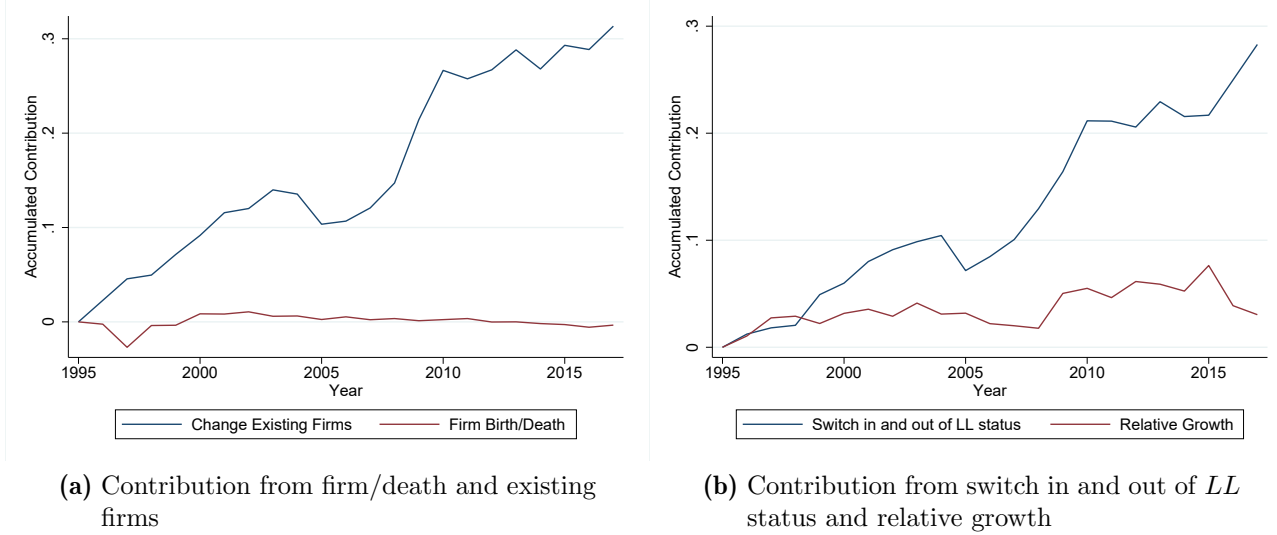 Accumulated Contribution
.3
.2
.1
0
1995 2000 2005 2010 2015
Year
Change Existing Firms Firm Birth/Death
(a) Contribution from firm/death and existing
firms
Accumulated Contribution
.3
.2
.1
0
1995 2000 2005 2010 2015
Year
Switch in and out of LL status Relative Growth
(b) Contribution from switch in and out of LL
status and relative growth